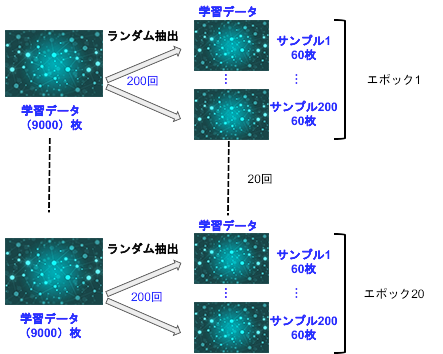 学習データ
ランダム抽出
サンプル1
60枚
200回
エポック1
サンプル200
60枚
学習データ
（9000）枚
20回
学習データ
ランダム抽出
サンプル1
60枚
200回
エポック20
サンプル200
60枚
学習データ
（9000）枚